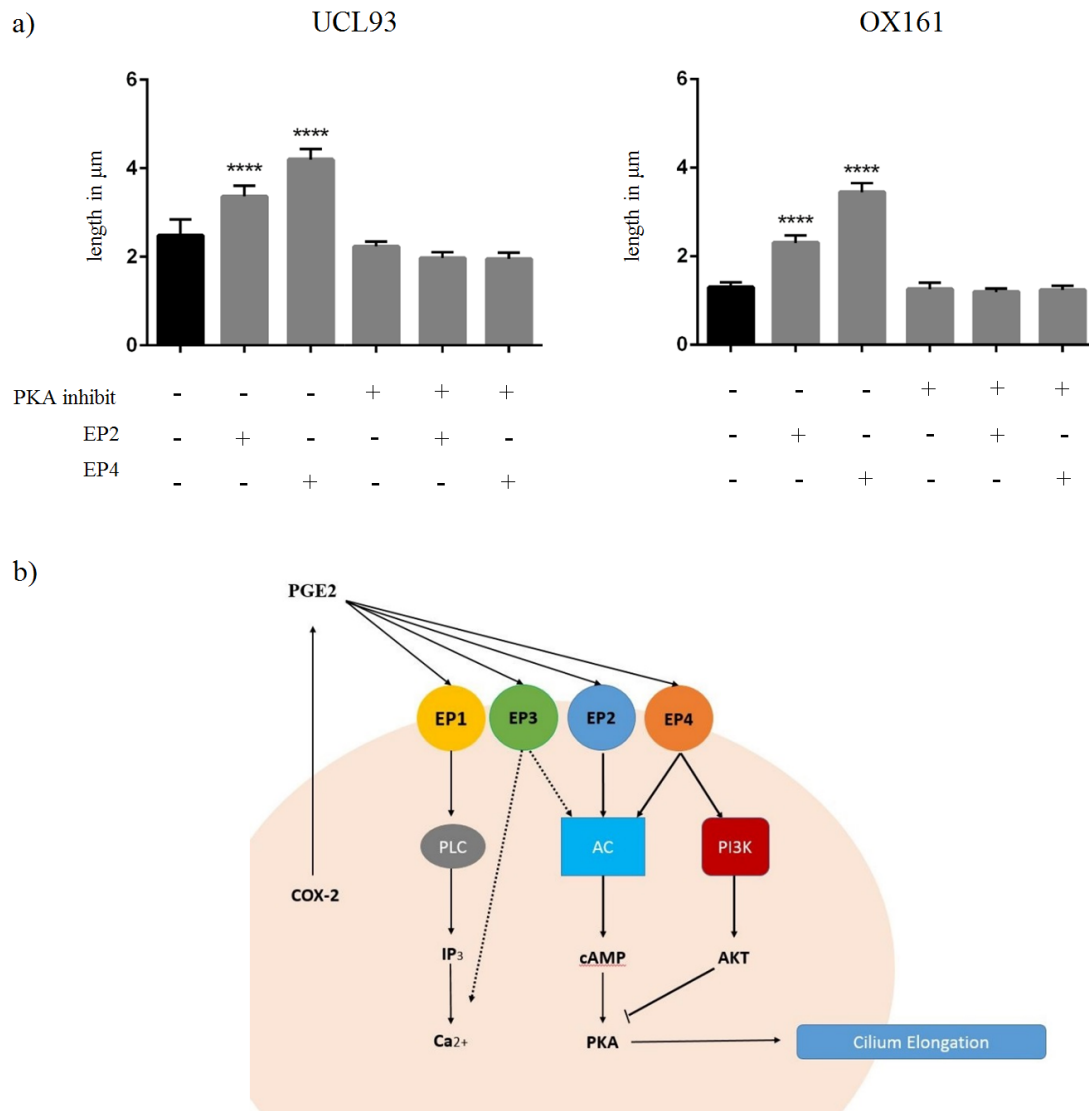 a)
UCL93
OX161
length in µm
6
4
2
0
****
****
length in µm
6
4
2
0
****
****
PKA inhibit - - - + + +
EP2 - + - - + -
EP4 - - + - - +
- - - + + +
- + - - + -
- - + - - +
b)
PGE2
EP1 EP3 EP2 EP4
PLC AC PI3K
COX-2
IP3 cAMP AKT
Ca2+ PKA Cilium Elongation